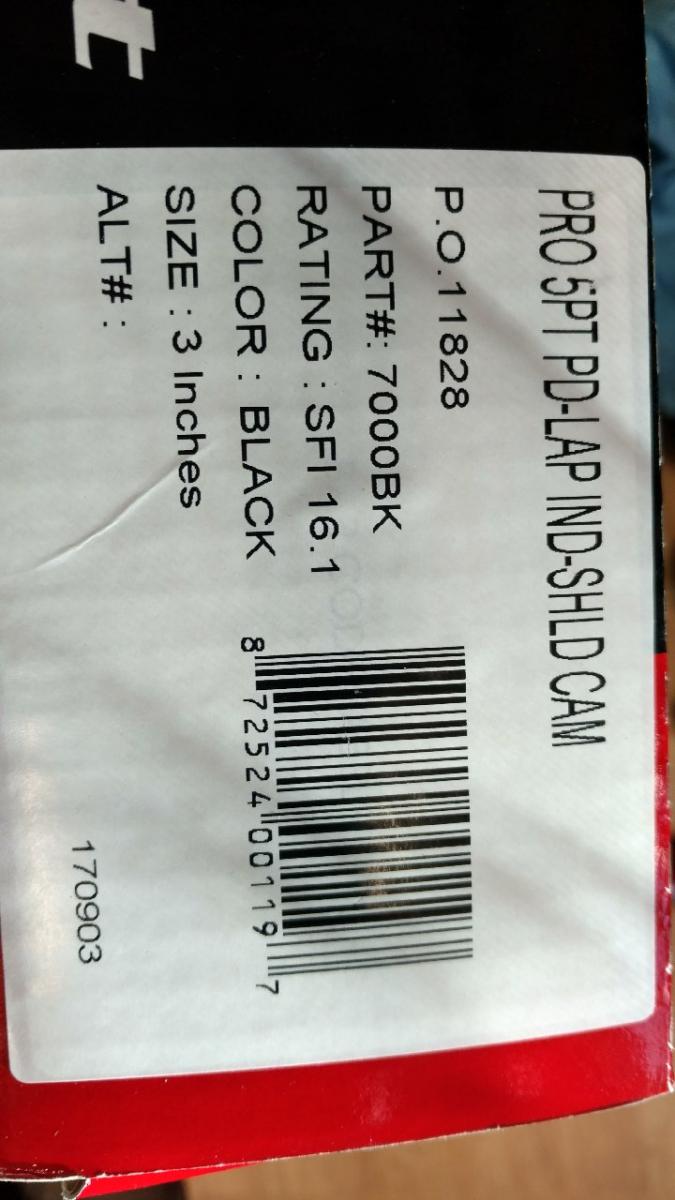 t
PRO 5PT PD-LAP IND-SHLD CAM
P.O.11828
PART#: 7000BK
RATING : SFI 16.1
COLOR : BLACK
SIZE : 3 Inches
ALT# :
8 72524 00119 7
170903